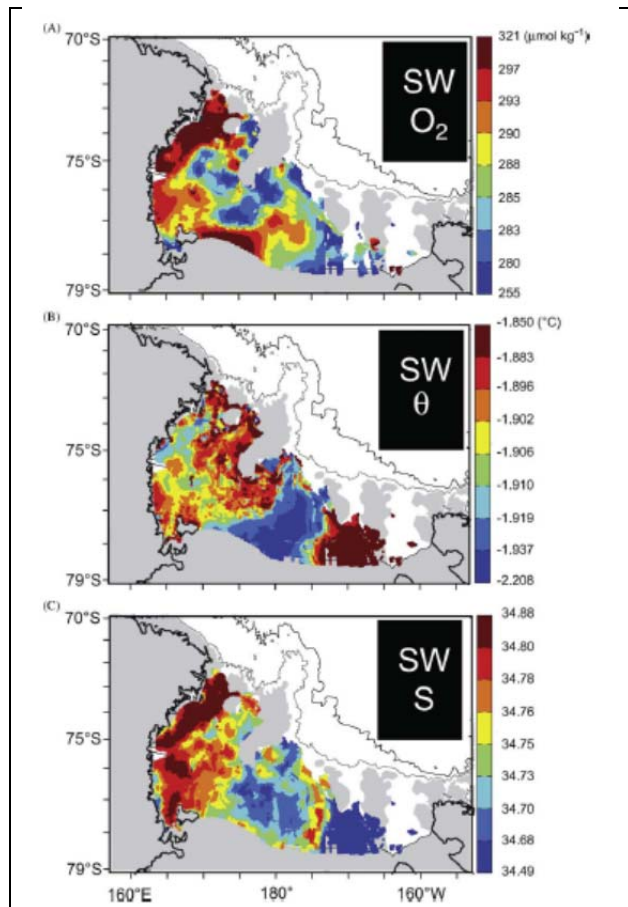 (A)
70°S
75°S
79°S
SW
O₂
321 (μmol kg⁻¹)
297
293
290
288
285
283
280
255
(B)
70°S
75°S
79°S
SW
θ
-1.850 (°C)
-1.883
-1.896
-1.902
-1.906
-1.910
-1.919
-1.937
-2.208
(C)
70°S
75°S
79°S
SW
S
34.88
34.80
34.78
34.76
34.75
34.73
34.70
34.68
34.49
160°E 180° 160°W